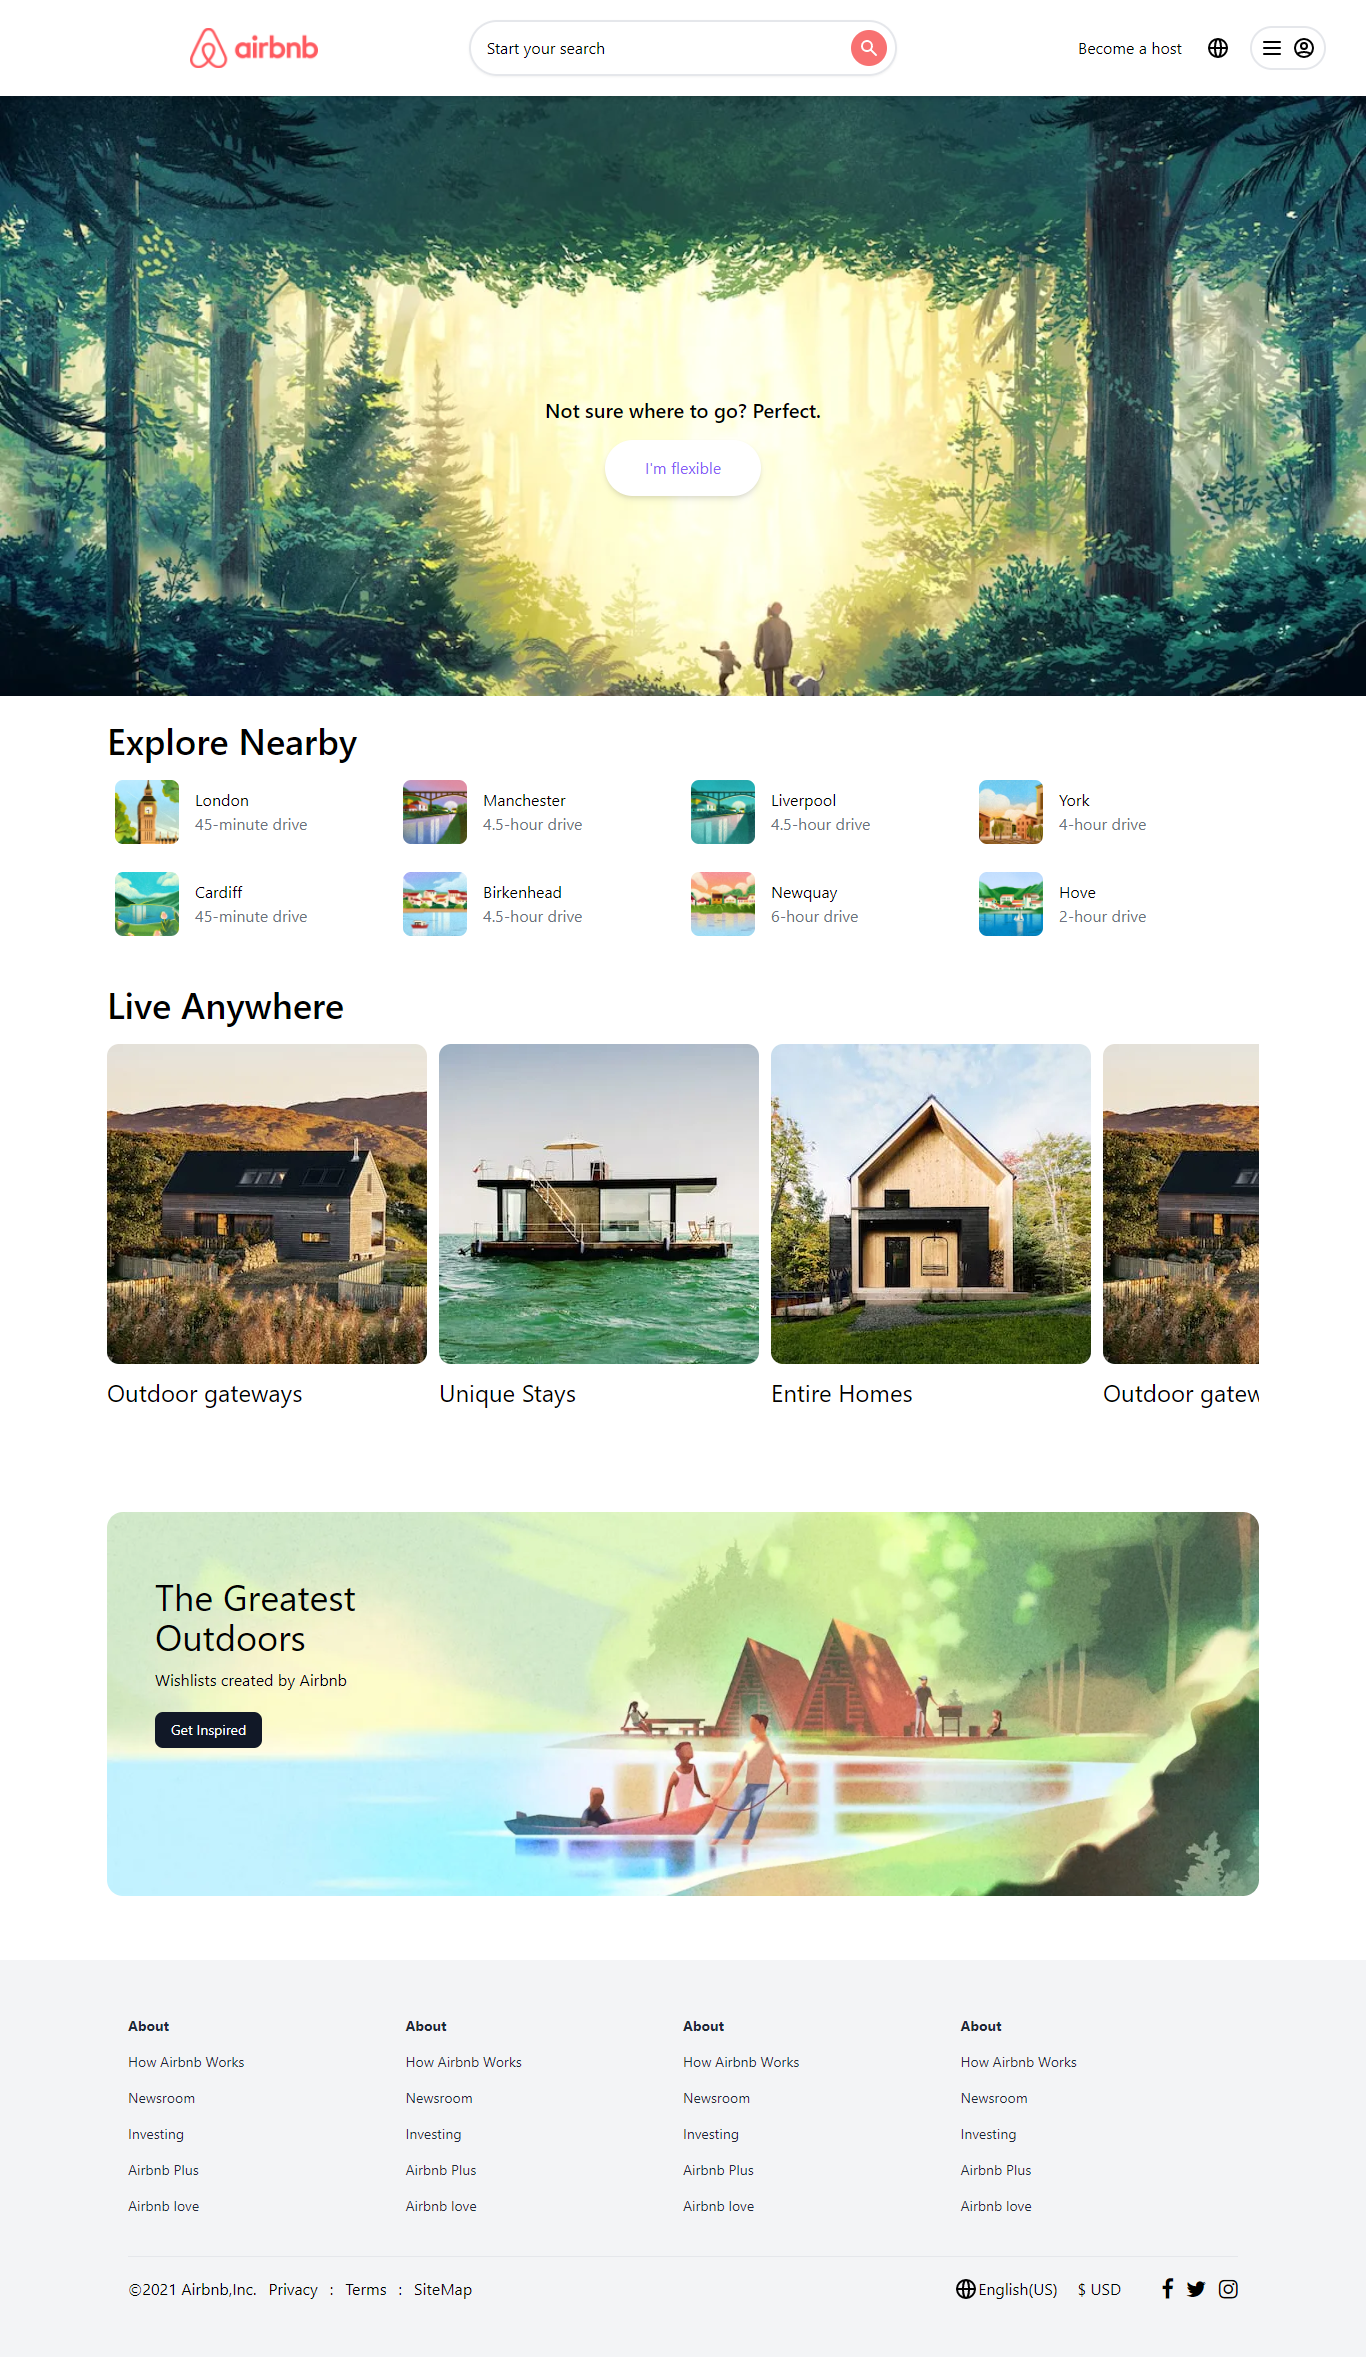 airbnb
Start your search
Become a host
Not sure where to go? Perfect.
I'm flexible
Explore Nearby
London
45-minute drive
Manchester
4.5-hour drive
Liverpool
4.5-hour drive
York
4-hour drive
Cardiff
45-minute drive
Birkenhead
4.5-hour drive
Newquay
6-hour drive
Hove
2-hour drive
Live Anywhere
Outdoor gateways
Unique Stays
Entire Homes
Outdoor gatew
The Greatest
Outdoors
Wishlists created by Airbnb
Get Inspired
About
How Airbnb Works
Newsroom
Investing
Airbnb Plus
Airbnb love
About
How Airbnb Works
Newsroom
Investing
Airbnb Plus
Airbnb love
About
How Airbnb Works
Newsroom
Investing
Airbnb Plus
Airbnb love
About
How Airbnb Works
Newsroom
Investing
Airbnb Plus
Airbnb love
©2021 Airbnb,Inc. Privacy : Terms : SiteMap
English(US) $ USD